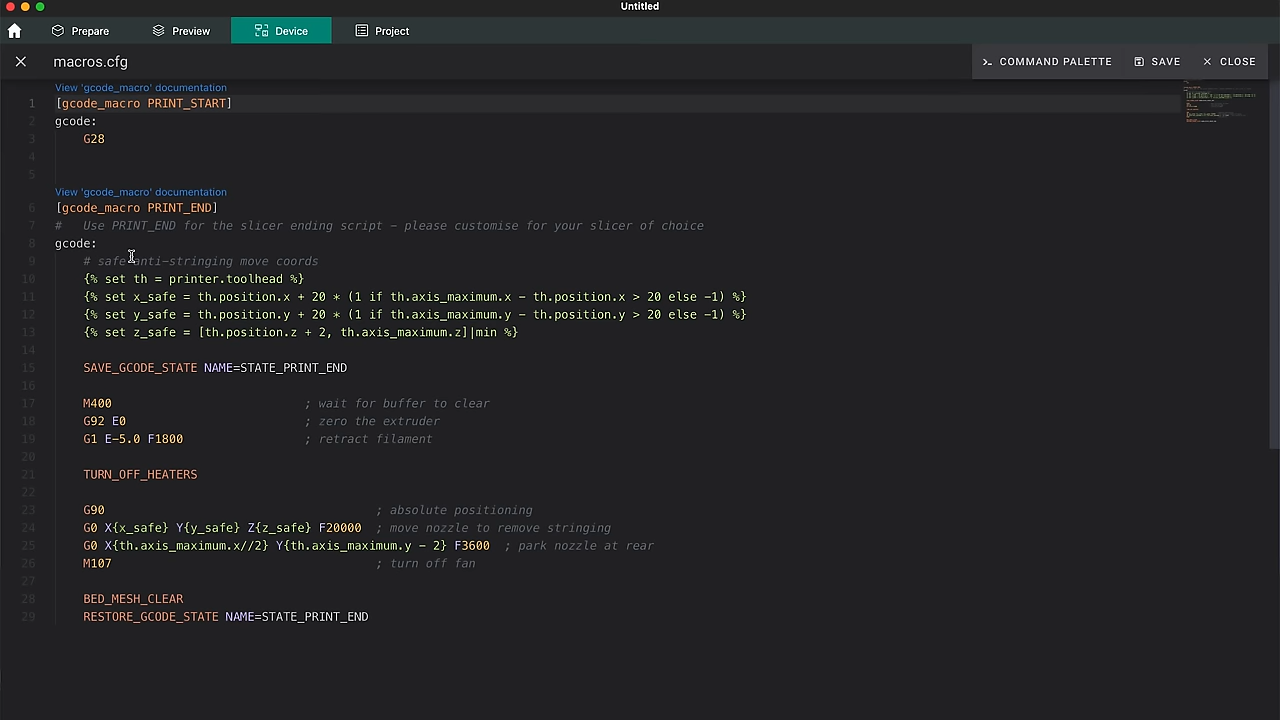 Untitled
Prepare
Preview
Device
Project
macros.cfg
COMMAND PALETTE
SAVE
CLOSE
View 'gcode_macro' documentation
1 [gcode_macro PRINT_START]
2 gcode:
3 G28
4
5
View 'gcode_macro' documentation
6 [gcode_macro PRINT_END]
7 #   Use PRINT_END for the slicer ending script - please customise for your slicer of choice
8 gcode:
9 # safe anti-stringing move coords
10 {% set th = printer.toolhead %}
11 {% set x_safe = th.position.x + 20 * (1 if th.axis_maximum.x - th.position.x > 20 else -1) %}
12 {% set y_safe = th.position.y + 20 * (1 if th.axis_maximum.y - th.position.y > 20 else -1) %}
13 {% set z_safe = [th.position.z + 2, th.axis_maximum.z]|min %}
14
15 SAVE_GCODE_STATE NAME=STATE_PRINT_END
16
17 M400 ; wait for buffer to clear
18 G92 E0 ; zero the extruder
19 G1 E-5.0 F1800 ; retract filament
20
21 TURN_OFF_HEATERS
22
23 G90 ; absolute positioning
24 G0 X{x_safe} Y{y_safe} Z{z_safe} F20000 ; move nozzle to remove stringing
25 G0 X{th.axis_maximum.x//2} Y{th.axis_maximum.y - 2} F3600 ; park nozzle at rear
26 M107 ; turn off fan
27
28 BED_MESH_CLEAR
29 RESTORE_GCODE_STATE NAME=STATE_PRINT_END